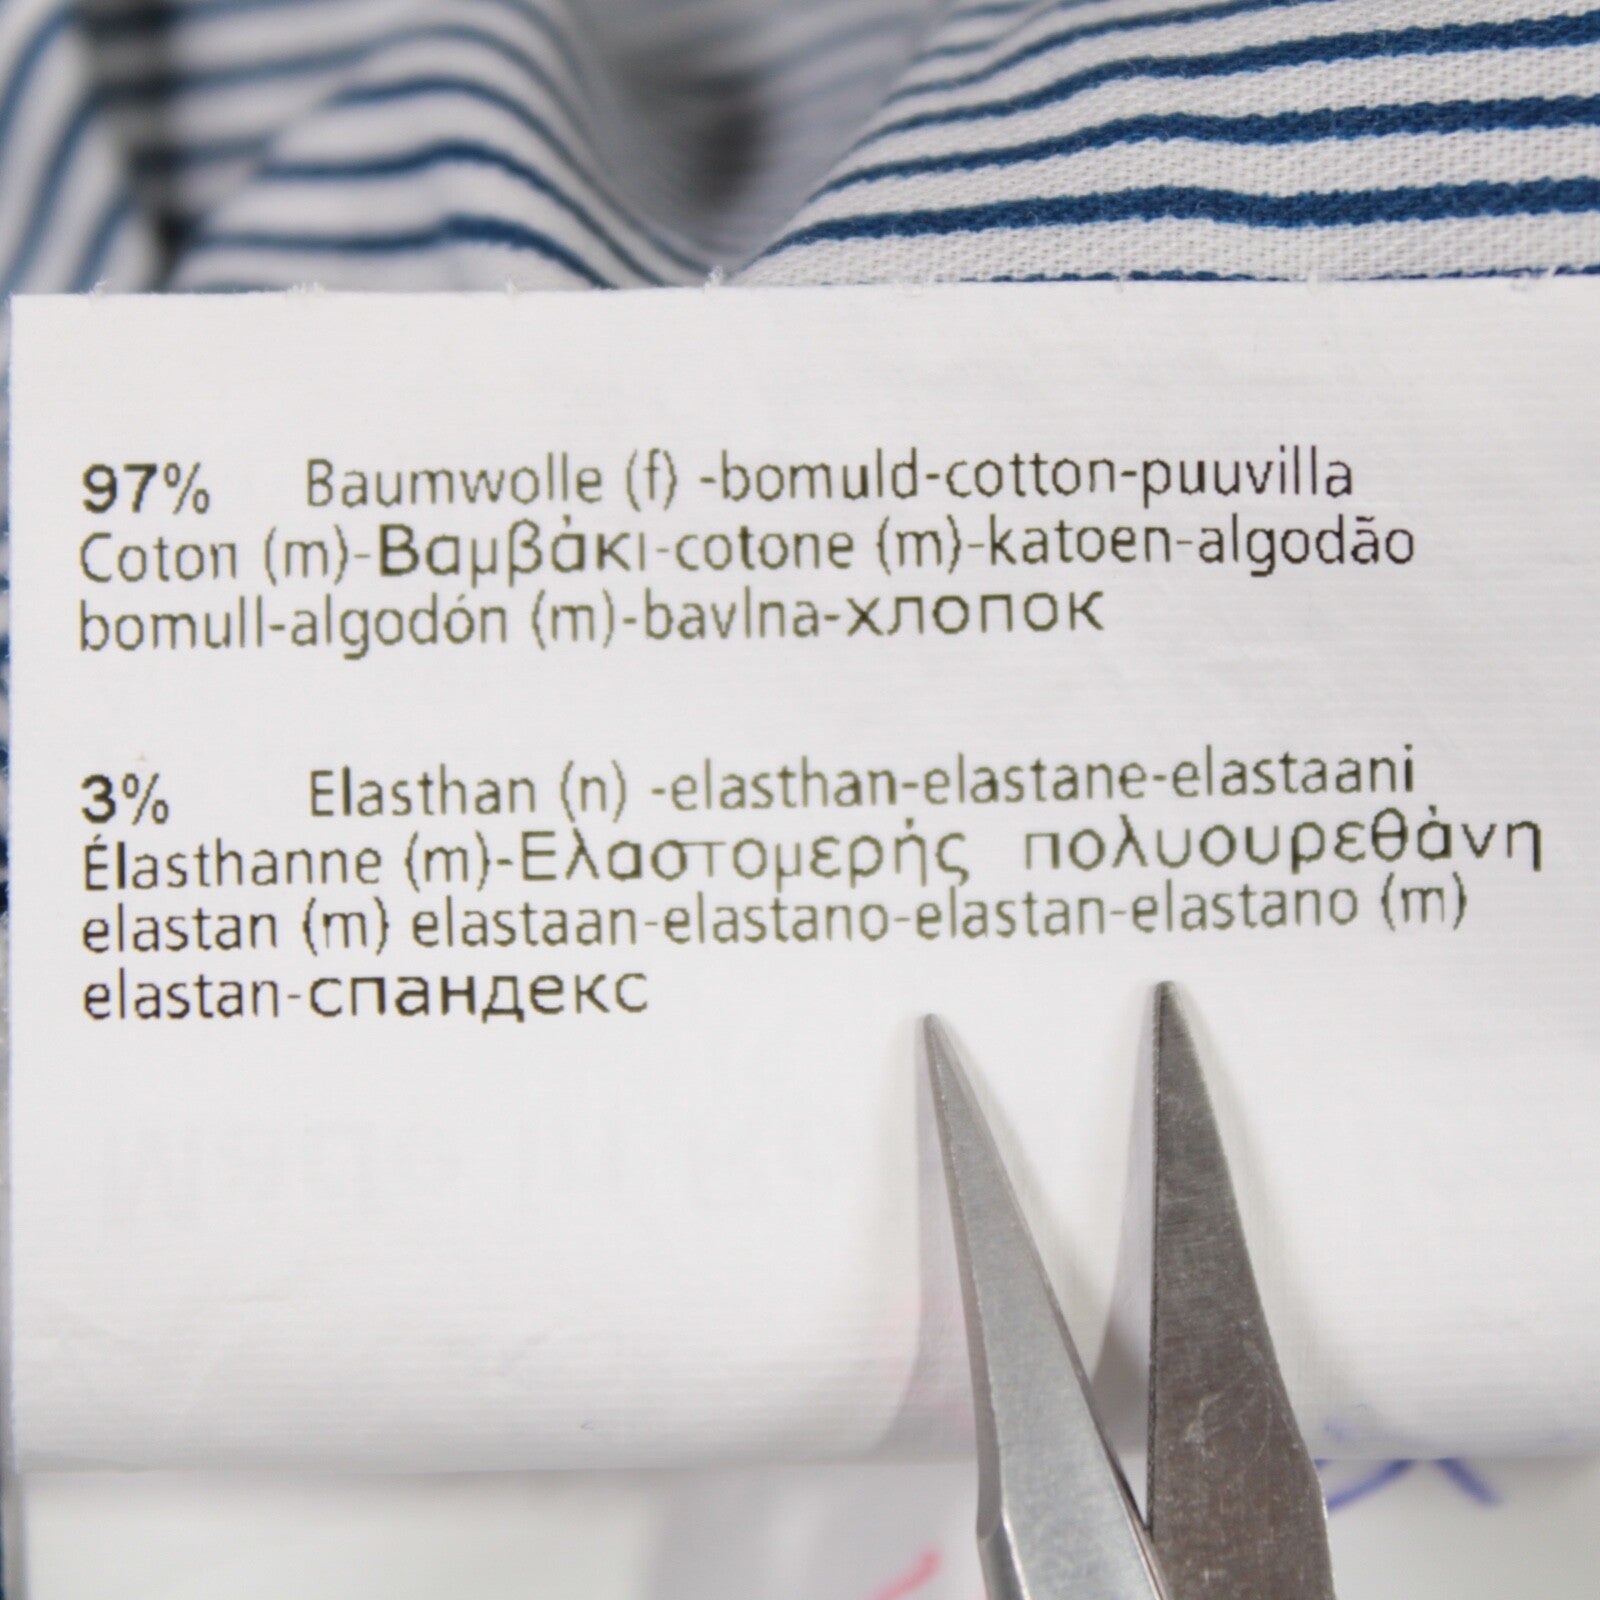 97% Baumwolle (f) -bomuld-cotton-puuvilla
Coton (m)-Βαμβάκι-cotone (m)-katoen-algodão
bomull-algodón (m)-bavlna-хлопок
3% Elasthan (n) -elasthan-elastane-elastaani
Élasthanne (m)-Ελαστομερής πολυουρεθάνη
elastan (m) elastaan-elastano-elastan-elastano (m)
elastan-спандекс